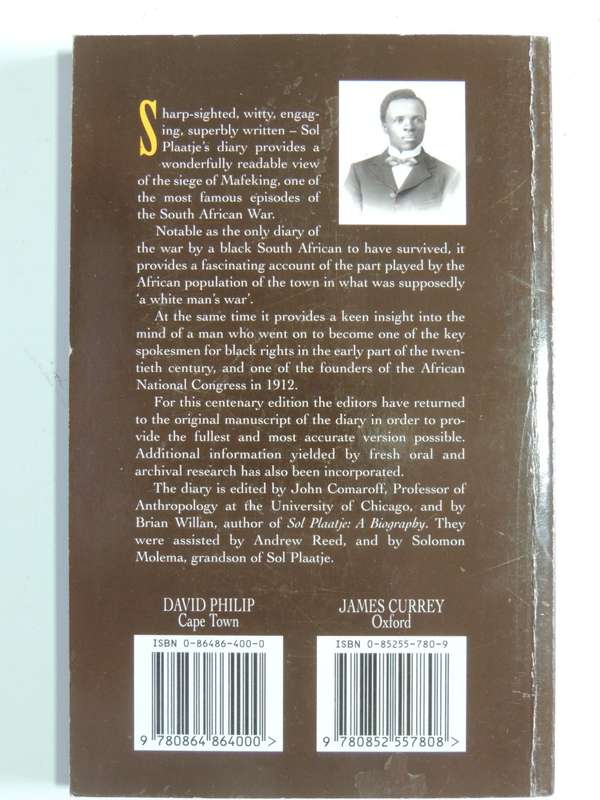 Sharp-sighted, witty, engag-
ing, superbly written – Sol
Plaatje's diary provides a
wonderfully readable view
of the siege of Mafeking, one of
the most famous episodes of
the South African War.
Notable as the only diary of
the war by a black South African to have survived, it
provides a fascinating account of the part played by the
African population of the town in what was supposedly
'a white man's war'.
At the same time it provides a keen insight into the
mind of a man who went on to become one of the key
spokesmen for black rights in the early part of the twen-
tieth century, and one of the founders of the African
National Congress in 1912.
For this centenary edition the editors have returned
to the original manuscript of the diary in order to pro-
vide the fullest and most accurate version possible.
Additional information yielded by fresh oral and
archival research has also been incorporated.
The diary is edited by John Comaroff, Professor of
Anthropology at the University of Chicago, and by
Brian Willan, author of Sol Plaatje: A Biography. They
were assisted by Andrew Reed, and by Solomon
Molema, grandson of Sol Plaatje.
DAVID PHILIP
Cape Town
ISBN 0-86486-400-0
9 780864 864000 >
JAMES CURREY
Oxford
ISBN 0-85255-780-9
9 780852 557808 >